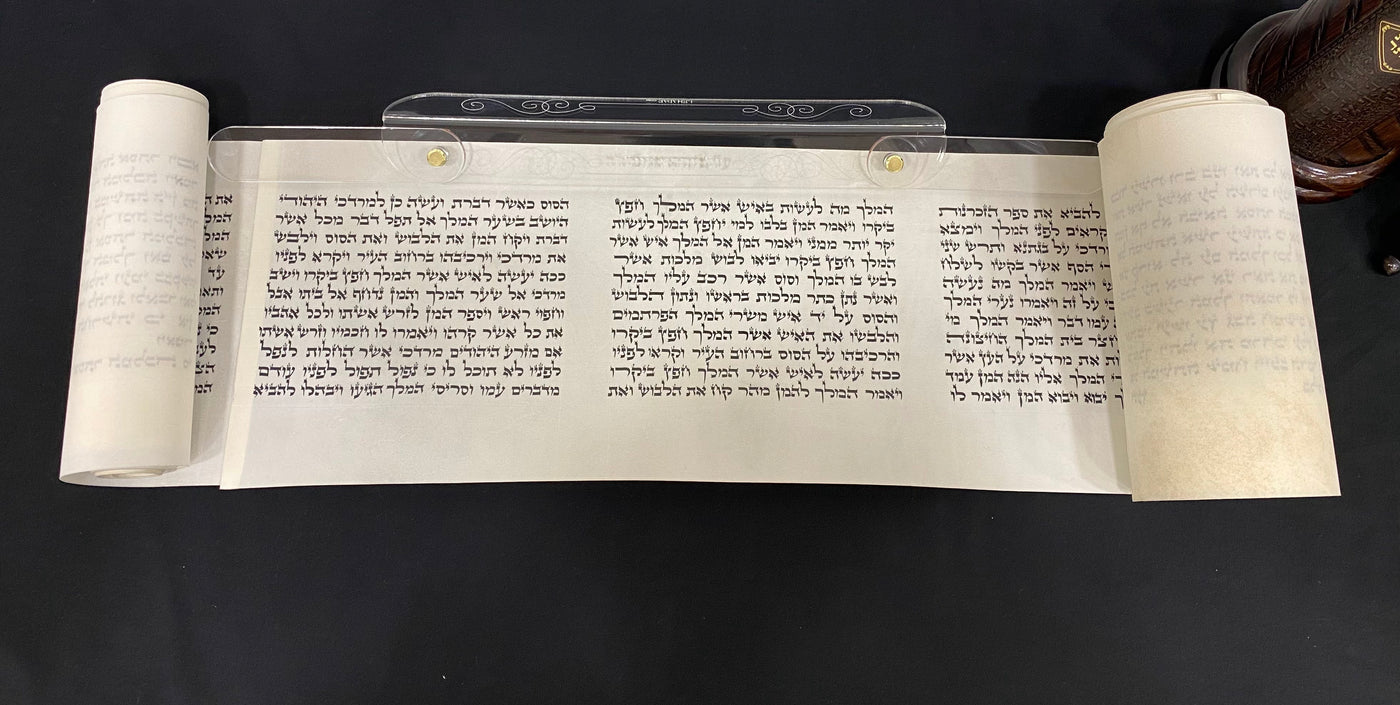 להביא את ספר הזכרנות
לפני המלך וימצא
על בגתנא ותרש שני
הסף אשר בקשו לשלח
ויאמר המלך מה נעשה
על זה ויאמרו נערי המלך
עמו דבר ויאמר המלך מי
בית המלך החיצונה
את מרדכי על העץ אשר
המלך אליו הנה המן עמד
יבוא ויבוא המן ויאמר לו
המלך מה לעשות באיש אשר המלך חפץ
ביקרו ויאמר המן בלבו למי יחפץ המלך לעשות
יקר יותר ממני ויאמר המן אל המלך איש אשר
המלך חפץ ביקרו יביאו לבוש מלכות אשר
לבש בו המלך וסוס אשר רכב עליו המלך
ואשר נתן כתר מלכות בראשו ונתון הלבוש
והסוס על יד איש משרי המלך הפרתמים
והלבשו את האיש אשר המלך חפץ ביקרו
והרכיבהו על הסוס ברחוב העיר וקראו לפניו
ככה יעשה לאיש אשר המלך חפץ ביקרו
ויאמר המלך להמן מהר קח את הלבוש ואת
הסוס כאשר דברת ועשה כן למרדכי היהודי
היושב בשער המלך אל תפל דבר מכל אשר
דברת ויקח המן את הלבוש ואת הסוס וילבש
את מרדכי וירכיבהו ברחוב העיר ויקרא לפניו
ככה יעשה לאיש אשר המלך חפץ ביקרו וישב
מרדכי אל שער המלך והמן נדחף אל ביתו אבל
וחפוי ראש ויספר המן לזרש אשתו ולכל אהביו
את כל אשר קרהו ויאמרו לו חכמיו וזרש אשתו
אם מזרע היהודים מרדכי אשר החלות לנפל
לפניו לא תוכל לו כי נפול תפול לפניו עודם
מדברים עמו וסריסי המלך הגיעו ויבהלו להביא
את
עד
כי